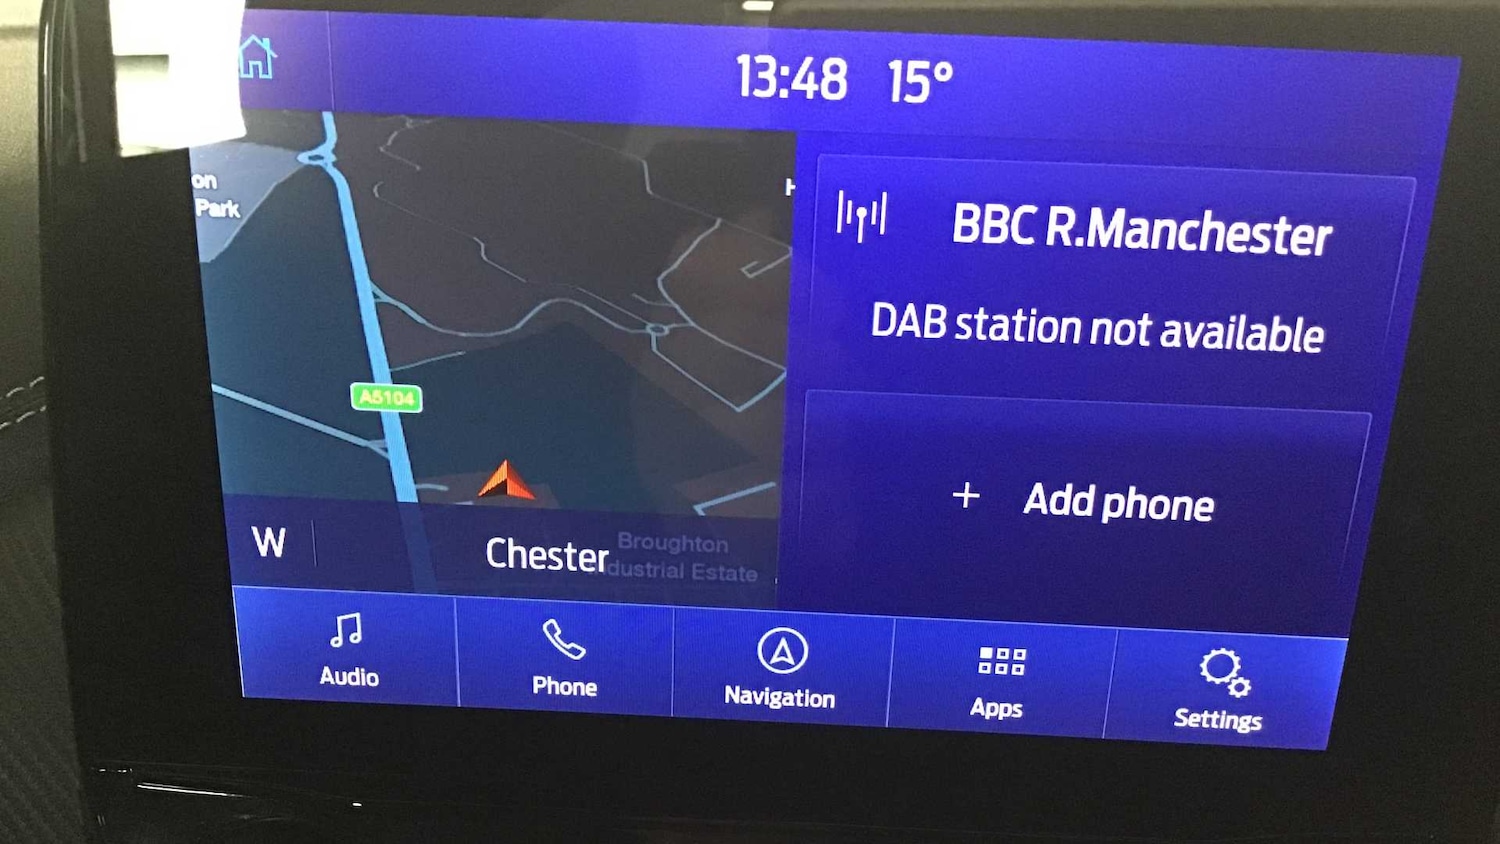 13:48 15°
on
Park
H
BBC R.Manchester
DAB station not available
A5104
+ Add phone
W
Chester
Broughton
ndustrial Estate
Audio
Phone
Navigation
Apps
Settings